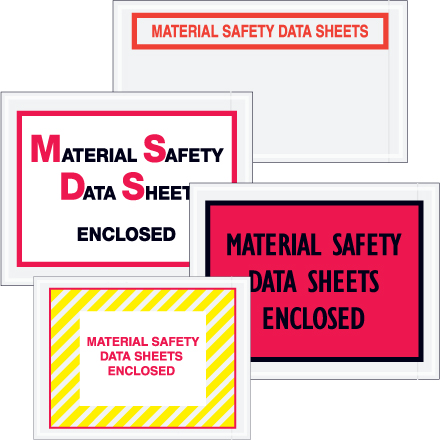 MATERIAL SAFETY DATA SHEETS
MATERIAL SAFETY
DATA SHEET
ENCLOSED
MATERIAL SAFETY
DATA SHEETS
ENCLOSED
MATERIAL SAFETY
DATA SHEETS
ENCLOSED